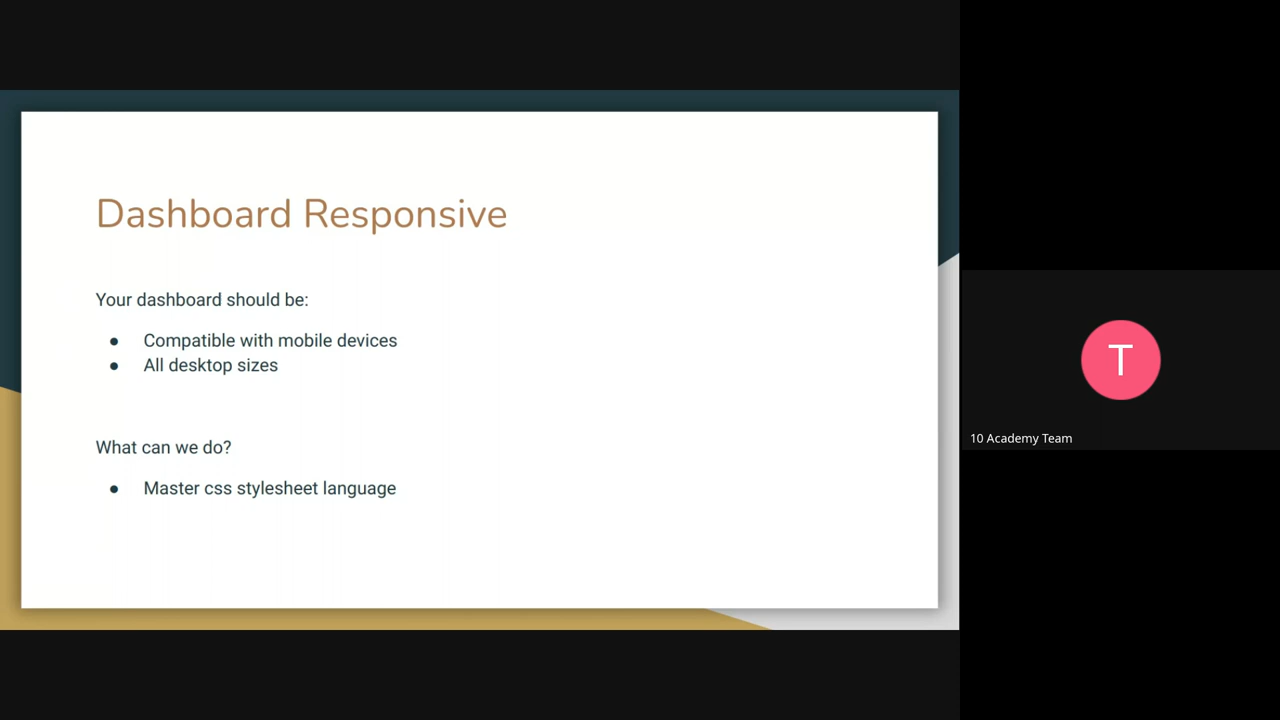 Dashboard Responsive
Your dashboard should be:
● Compatible with mobile devices
● All desktop sizes
What can we do?
● Master css stylesheet language
T
10 Academy Team